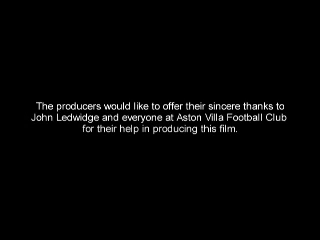 The producers would like to offer their sincere thanks to
John Ledwidge and everyone at Aston Villa Football Club
for their help in producing this film.